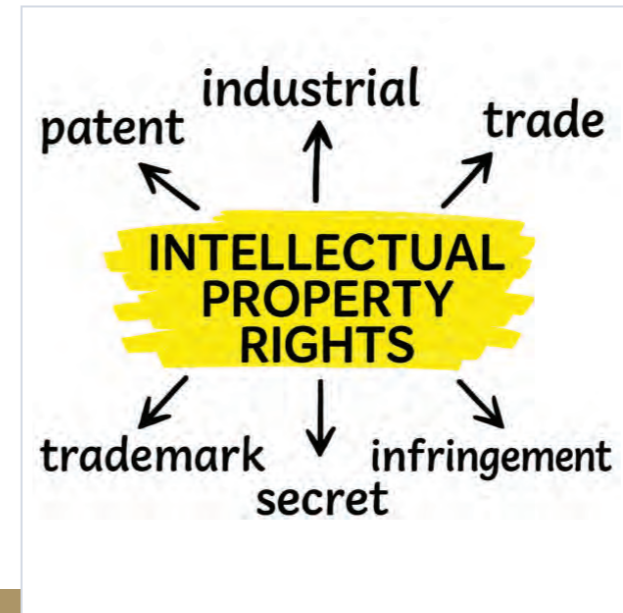 industrial
patent
trade
INTELLECTUAL
PROPERTY
RIGHTS
trademark
infringement
secret